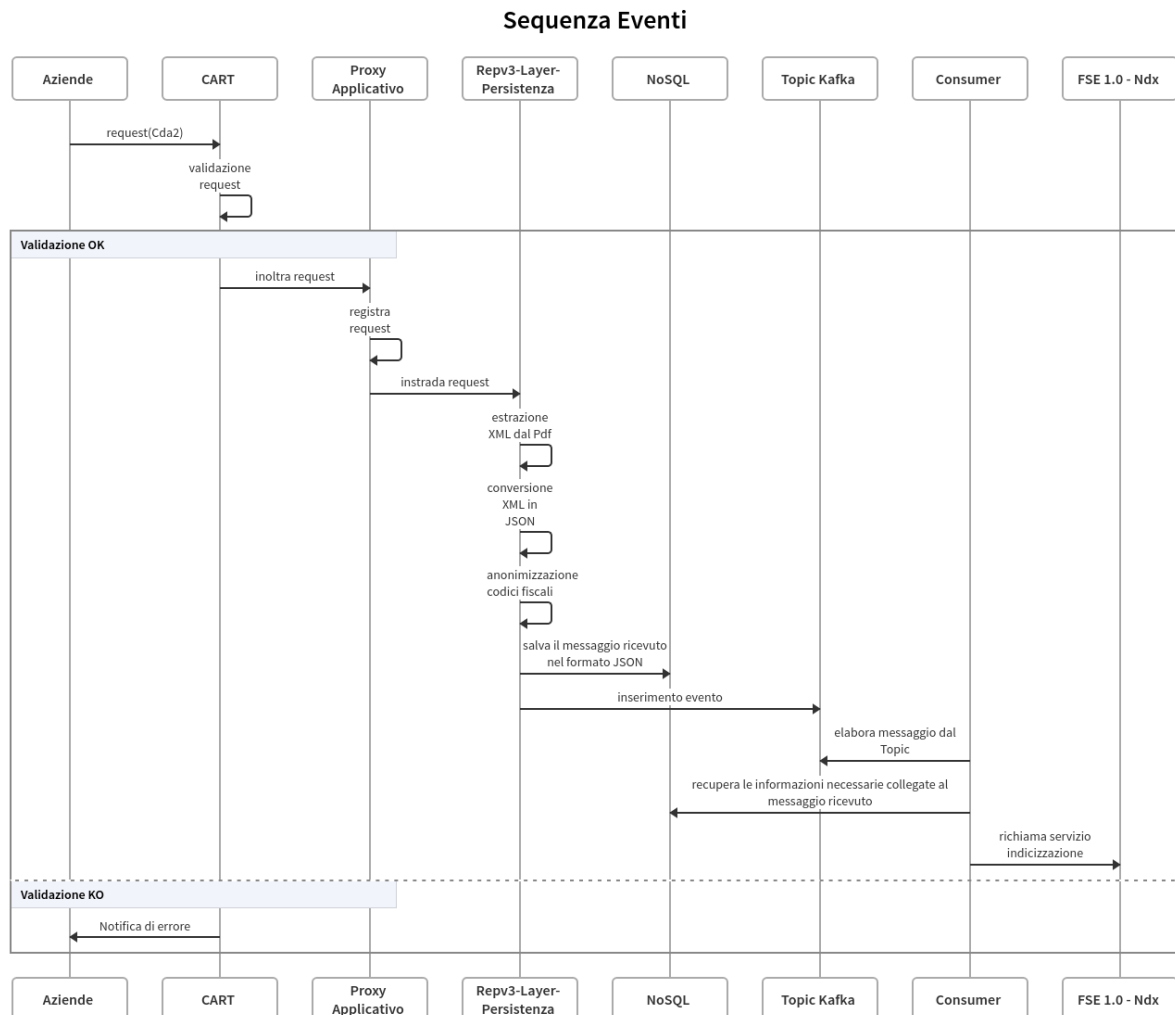 Sequenza Eventi
Aziende
CART
Proxy
Applicativo
Repv3-Layer-
Persistenza
NoSQL
Topic Kafka
Consumer
FSE 1.0 - Ndx
request(Cda2)
validazione
request
Validazione OK
inoltra request
registra
request
instrada request
estrazione
XML dal Pdf
conversione
XML in
JSON
anonimizzazione
codici fiscali
salva il messaggio ricevuto
nel formato JSON
inserimento evento
elabora messaggio dal
Topic
recupera le informazioni necessarie collegate al
messaggio ricevuto
richiama servizio
indicizzazione
Validazione KO
Notifica di errore
Aziende
CART
Proxy
Applicativo
Repv3-Layer-
Persistenza
NoSQL
Topic Kafka
Consumer
FSE 1.0 - Ndx